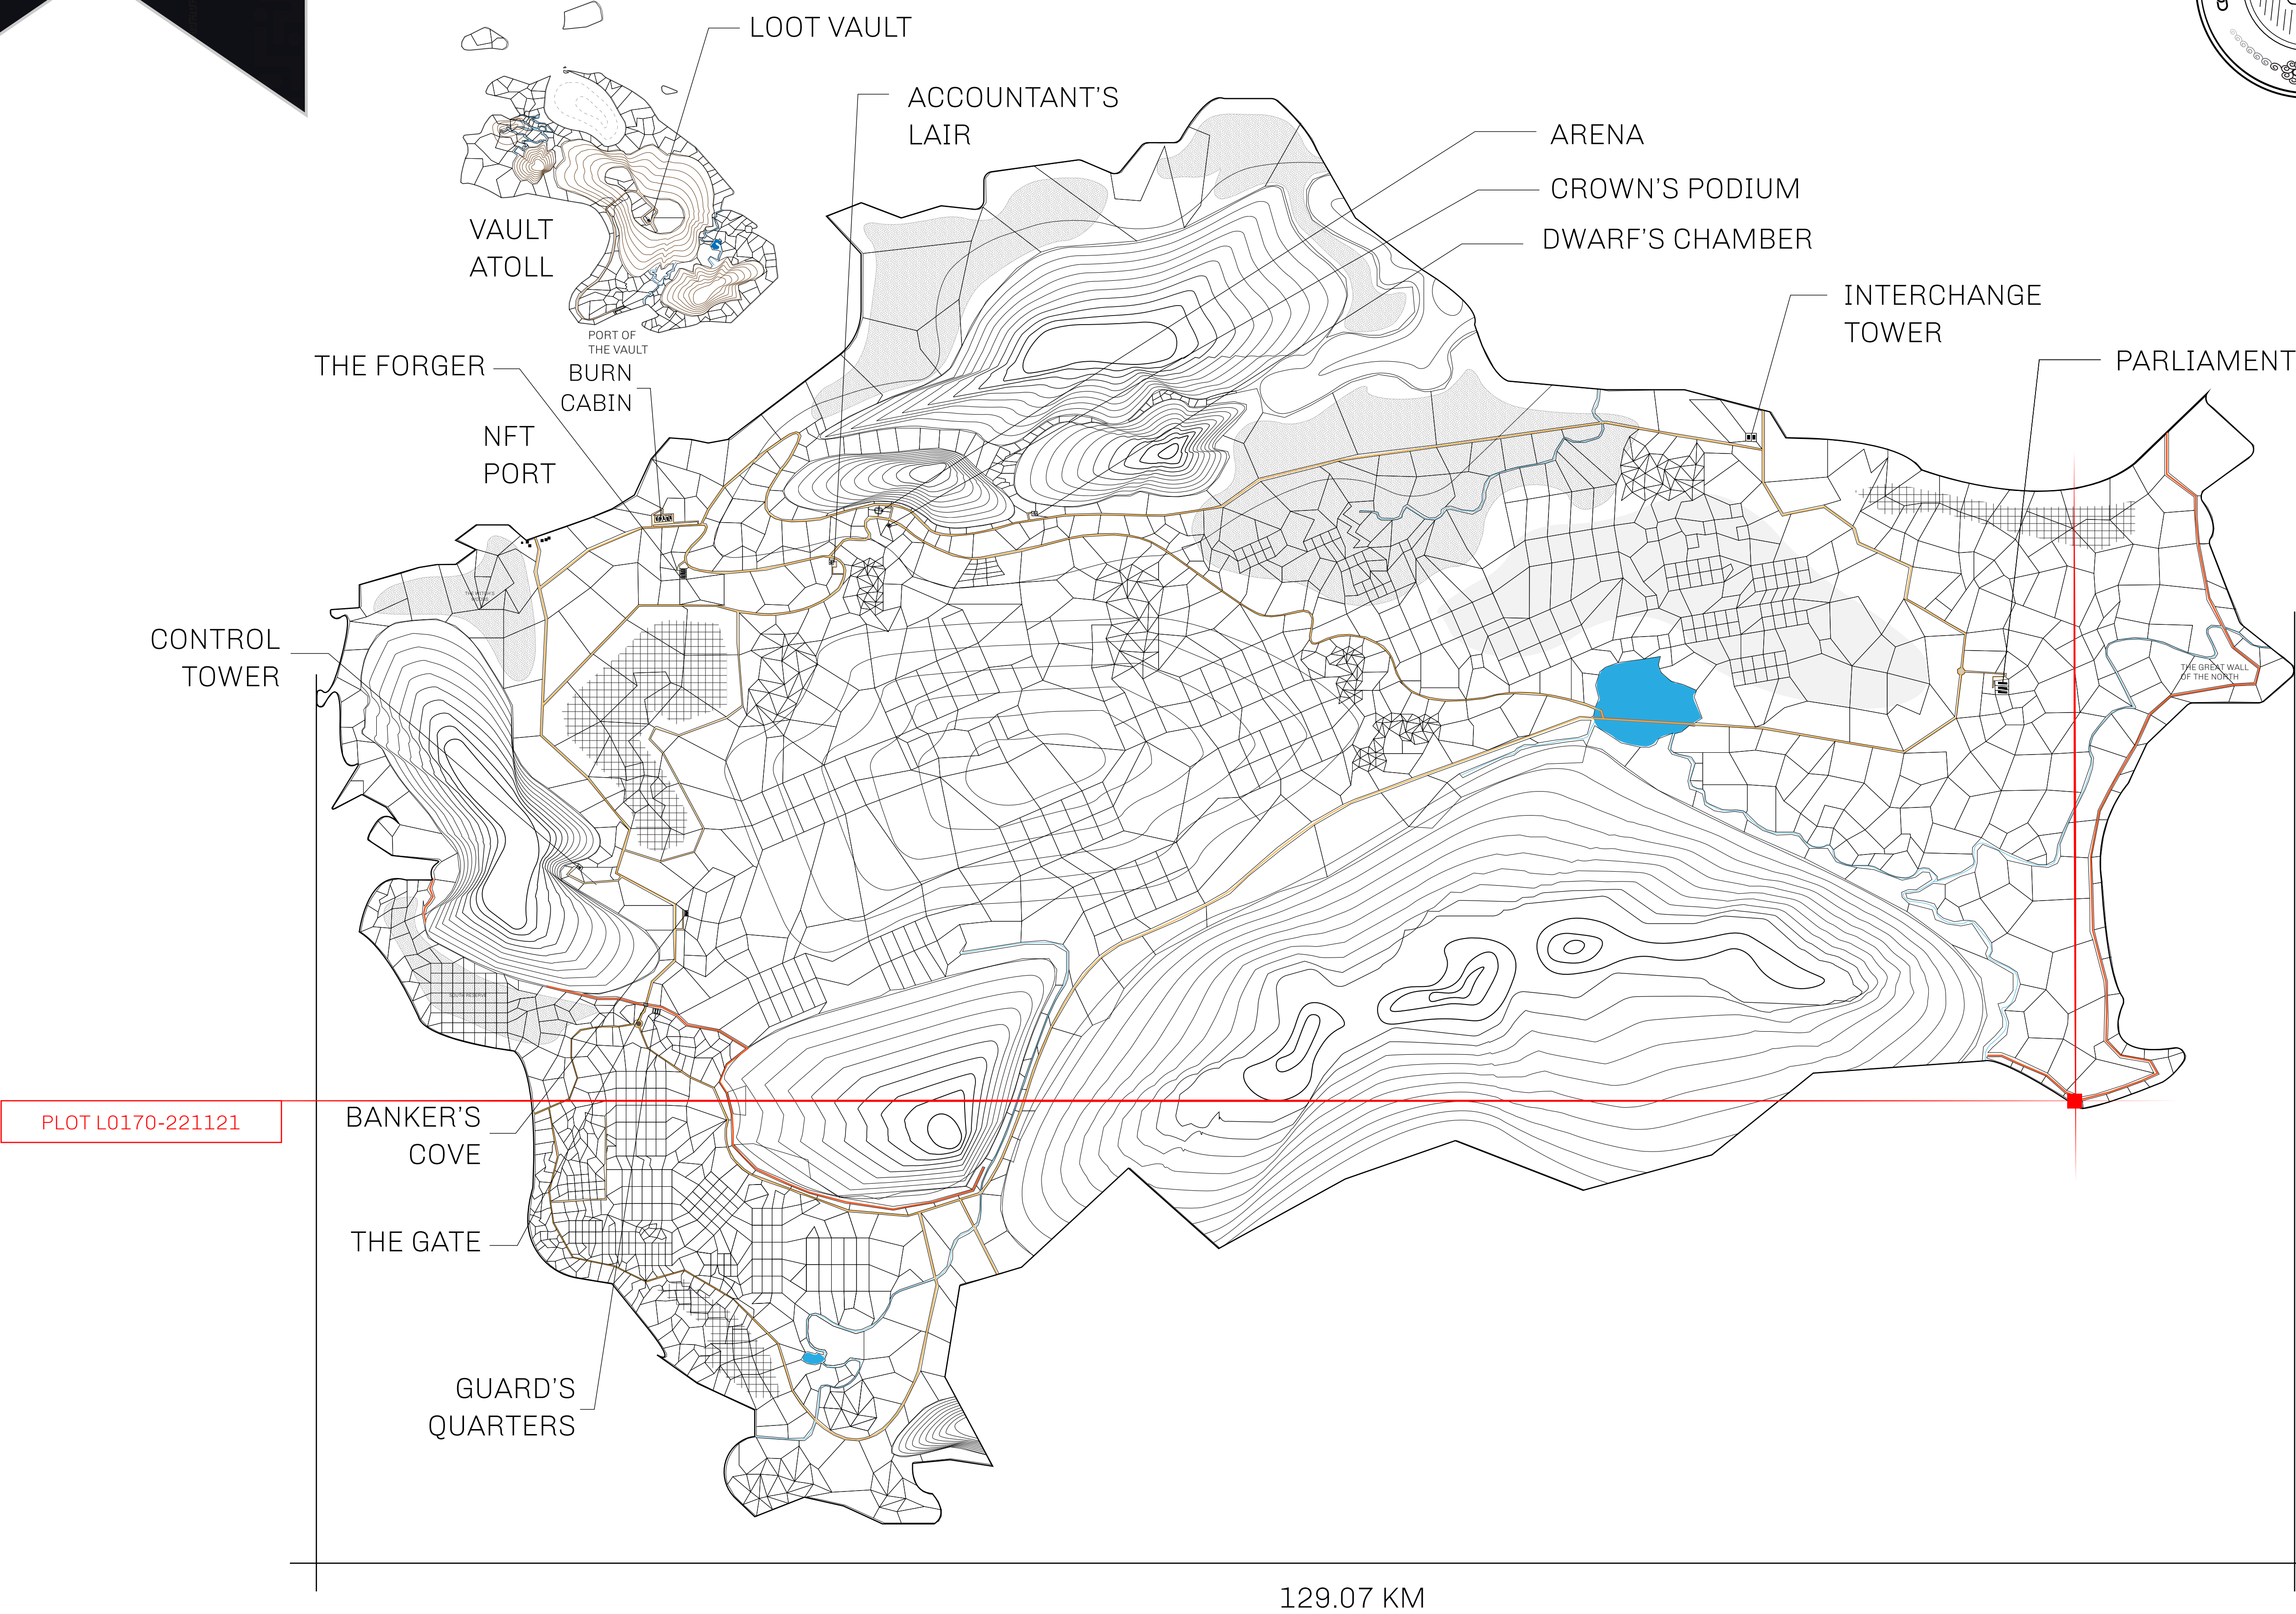 LOOT VAULT
ACCOUNTANT'S
LAIR
ARENA
CROWN'S PODIUM
DWARF'S CHAMBER
VAULT
ATOLL
INTERCHANGE
TOWER
PORT OF
THE VAULT
PARLIAMENT
THE FORGER
BURN
CABIN
NFT
PORT
CONTROL
TOWER
THE GREAT WALL
OF THE NORTH
SOUTH RESERVE
PLOT L0170-221121
BANKER'S
COVE
THE GATE
GUARD'S
QUARTERS
129.07 KM